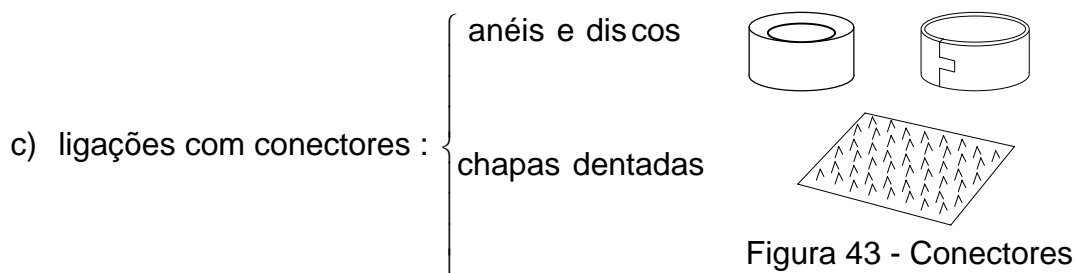 anéis e discos
c) ligações com conectores :
chapas dentadas
Figura 43 - Conectores